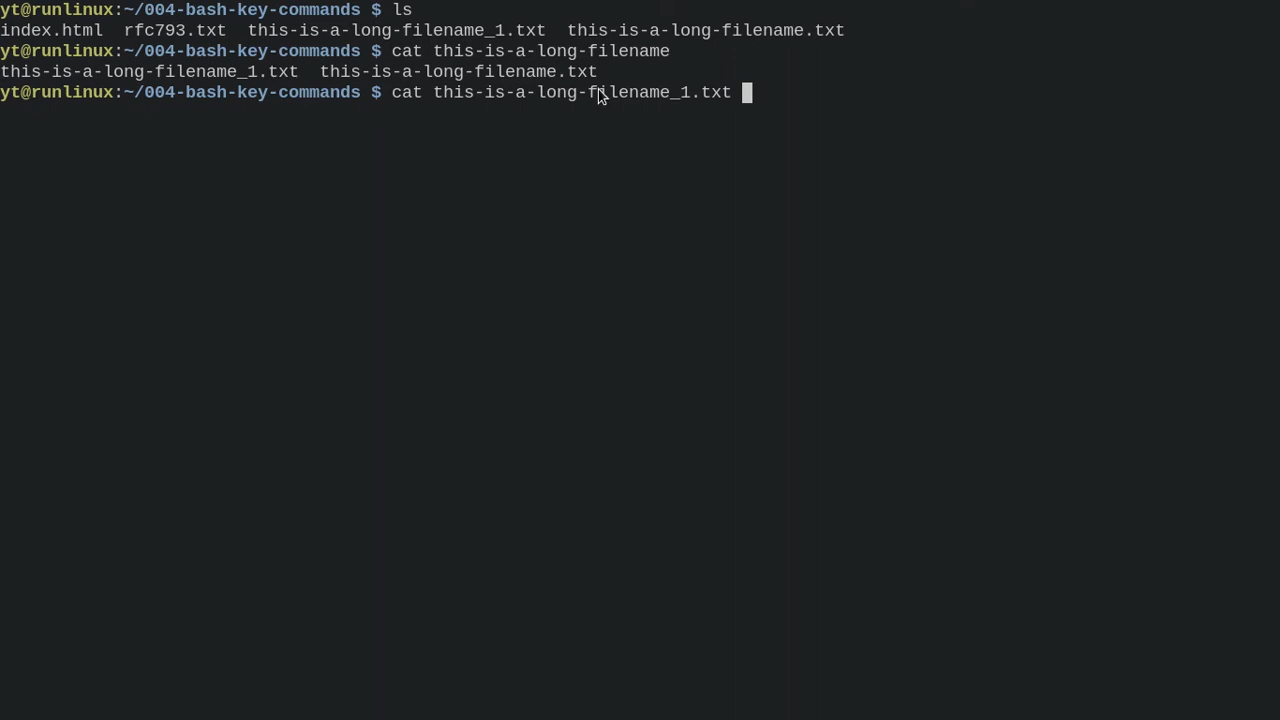 yt@runlinux:~/004-bash-key-commands $ ls
index.html  rfc793.txt  this-is-a-long-filename_1.txt  this-is-a-long-filename.txt
yt@runlinux:~/004-bash-key-commands $ cat this-is-a-long-filename
this-is-a-long-filename_1.txt  this-is-a-long-filename.txt
yt@runlinux:~/004-bash-key-commands $ cat this-is-a-long-filename_1.txt